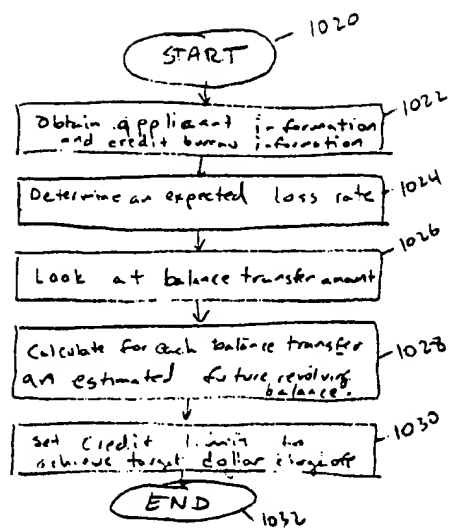 1020
START
1022
Obtain applicant information
and credit bureau information
1024
Determine an expected loss rate
1026
Look at balance transfer amount
Calculate for each balance transfer
1028
an estimated future revolving
balance.
1030
Set credit limit to
achieve target dollar chargeoff
END
1032